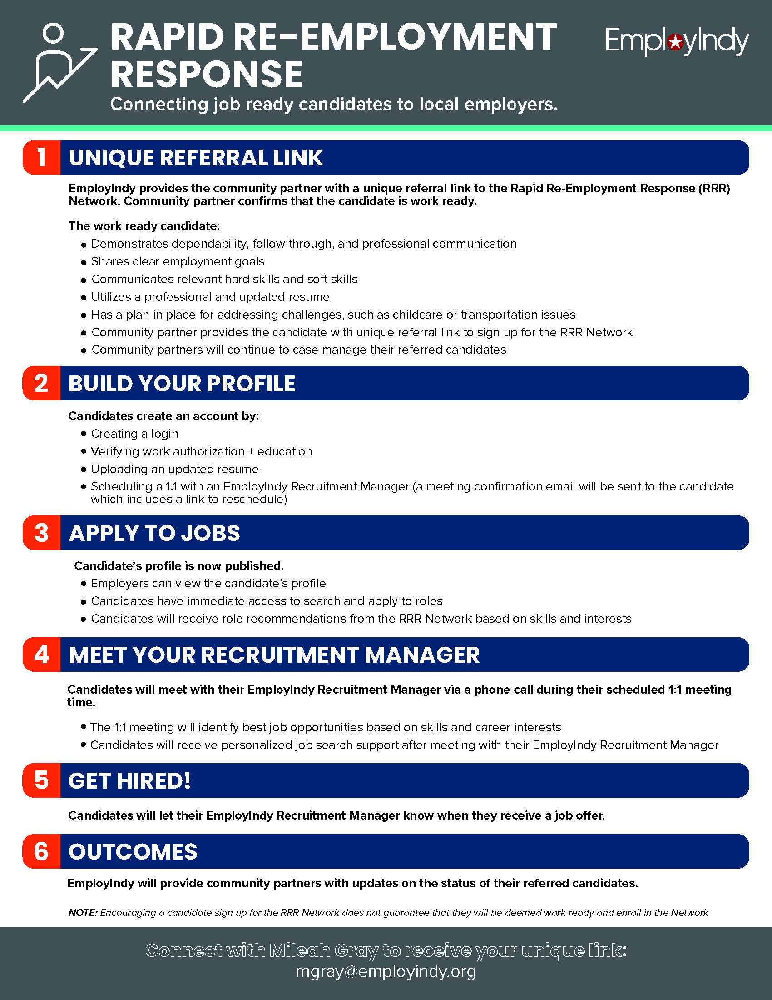 RAPID RE-EMPLOYMENT
RESPONSE
Connecting job ready candidates to local employers.
EmployIndy
1 UNIQUE REFERRAL LINK
EmployIndy provides the community partner with a unique referral link to the Rapid Re-Employment Response (RRR)
Network. Community partner confirms that the candidate is work ready.
The work ready candidate:
• Demonstrates dependability, follow through, and professional communication
• Shares clear employment goals
• Communicates relevant hard skills and soft skills
• Utilizes a professional and updated resume
• Has a plan in place for addressing challenges, such as childcare or transportation issues
• Community partner provides the candidate with unique referral link to sign up for the RRR Network
• Community partners will continue to case manage their referred candidates
2 BUILD YOUR PROFILE
Candidates create an account by:
• Creating a login
• Verifying work authorization + education
• Uploading an updated resume
• Scheduling a 1:1 with an EmployIndy Recruitment Manager (a meeting confirmation email will be sent to the candidate
which includes a link to reschedule)
3 APPLY TO JOBS
Candidate’s profile is now published.
• Employers can view the candidate’s profile
• Candidates have immediate access to search and apply to roles
• Candidates will receive role recommendations from the RRR Network based on skills and interests
4 MEET YOUR RECRUITMENT MANAGER
Candidates will meet with their EmployIndy Recruitment Manager via a phone call during their scheduled 1:1 meeting
time.
• The 1:1 meeting will identify best job opportunities based on skills and career interests
• Candidates will receive personalized job search support after meeting with their EmployIndy Recruitment Manager
5 GET HIRED!
Candidates will let their EmployIndy Recruitment Manager know when they receive a job offer.
6 OUTCOMES
EmployIndy will provide community partners with updates on the status of their referred candidates.
NOTE: Encouraging a candidate sign up for the RRR Network does not guarantee that they will be deemed work ready and enroll in the Network
Connect with Mileah Gray to receive your unique link:
mgray@employindy.org